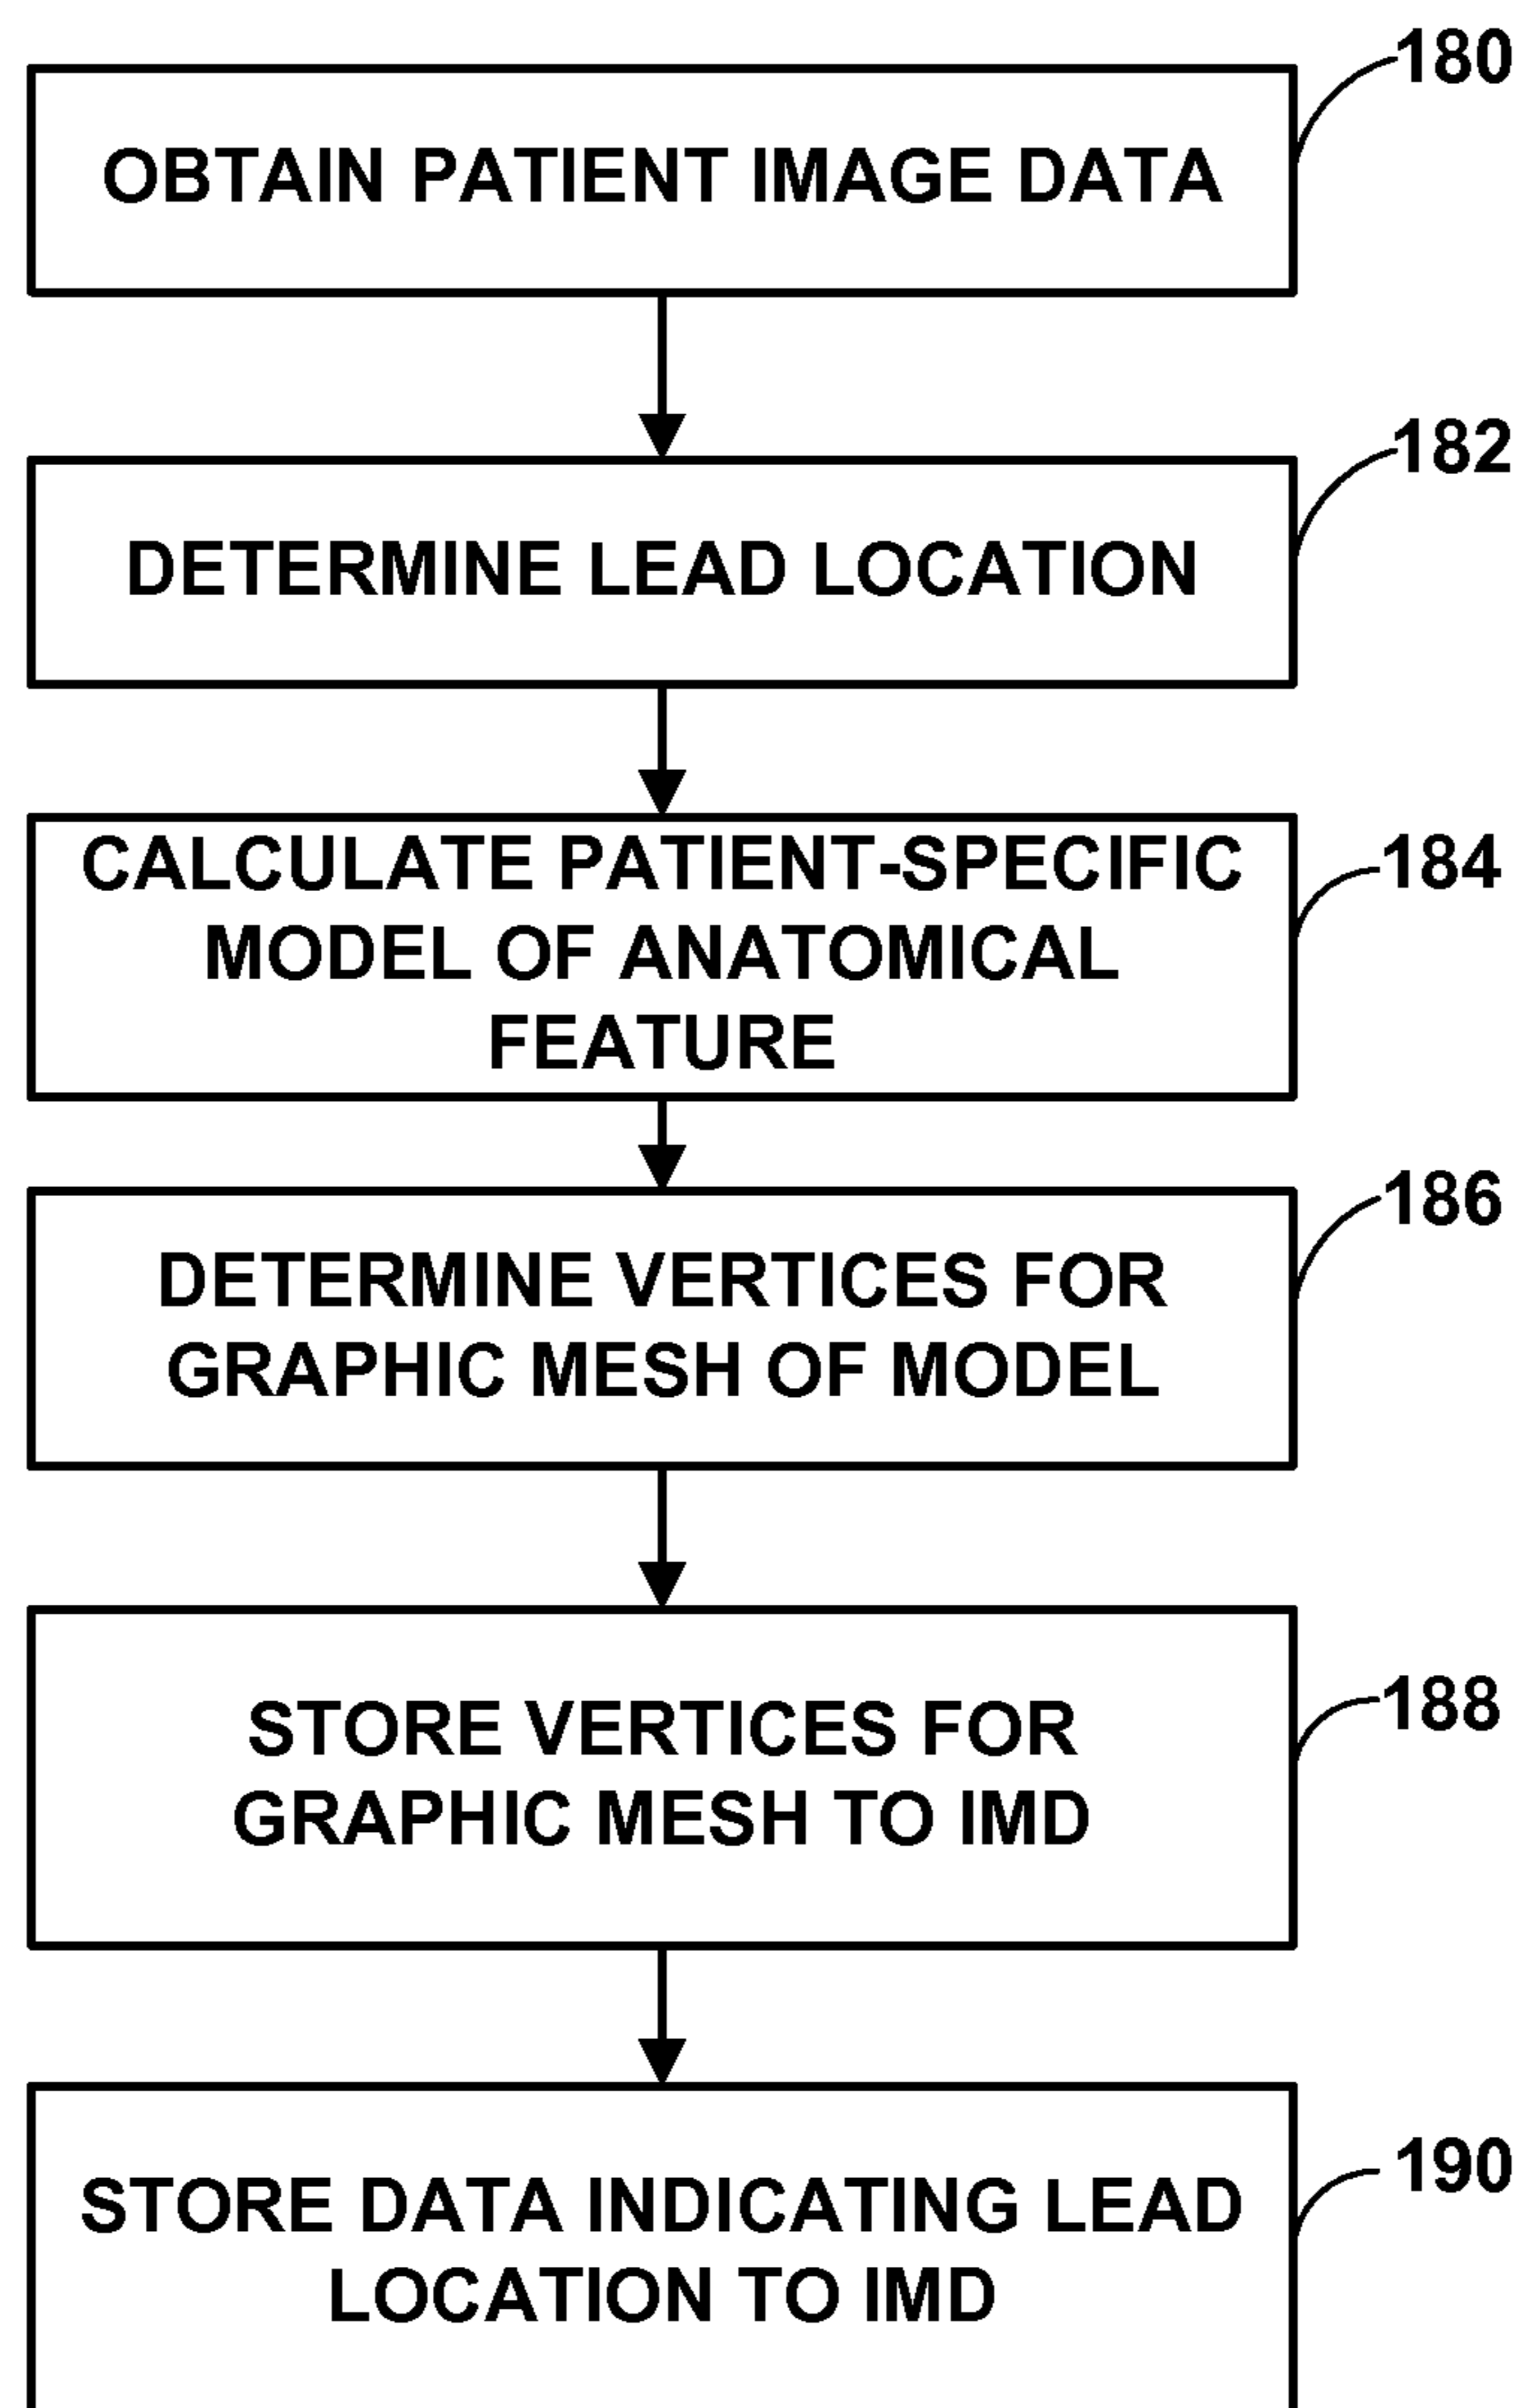 180
OBTAIN PATIENT IMAGE DATA
182
DETERMINE LEAD LOCATION
184
CALCULATE PATIENT-SPECIFIC
MODEL OF ANATOMICAL
FEATURE
186
DETERMINE VERTICES FOR
GRAPHIC MESH OF MODEL
188
STORE VERTICES FOR
GRAPHIC MESH TO IMD
190
STORE DATA INDICATING LEAD
LOCATION TO IMD